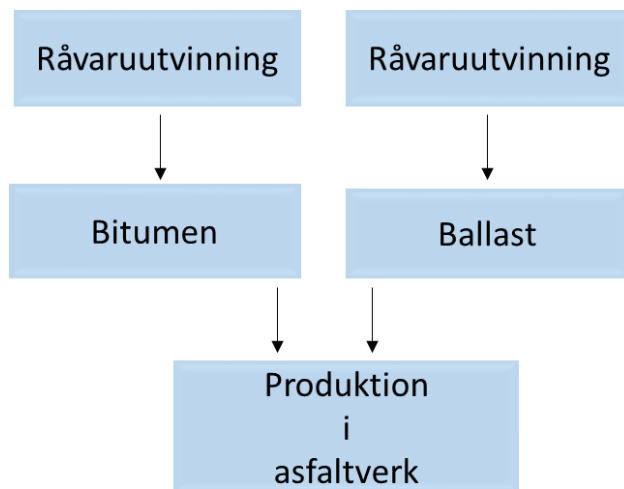 Råvaruutvinning
Råvaruutvinning
Bitumen
Ballast
Produktion
i
asfaltverk